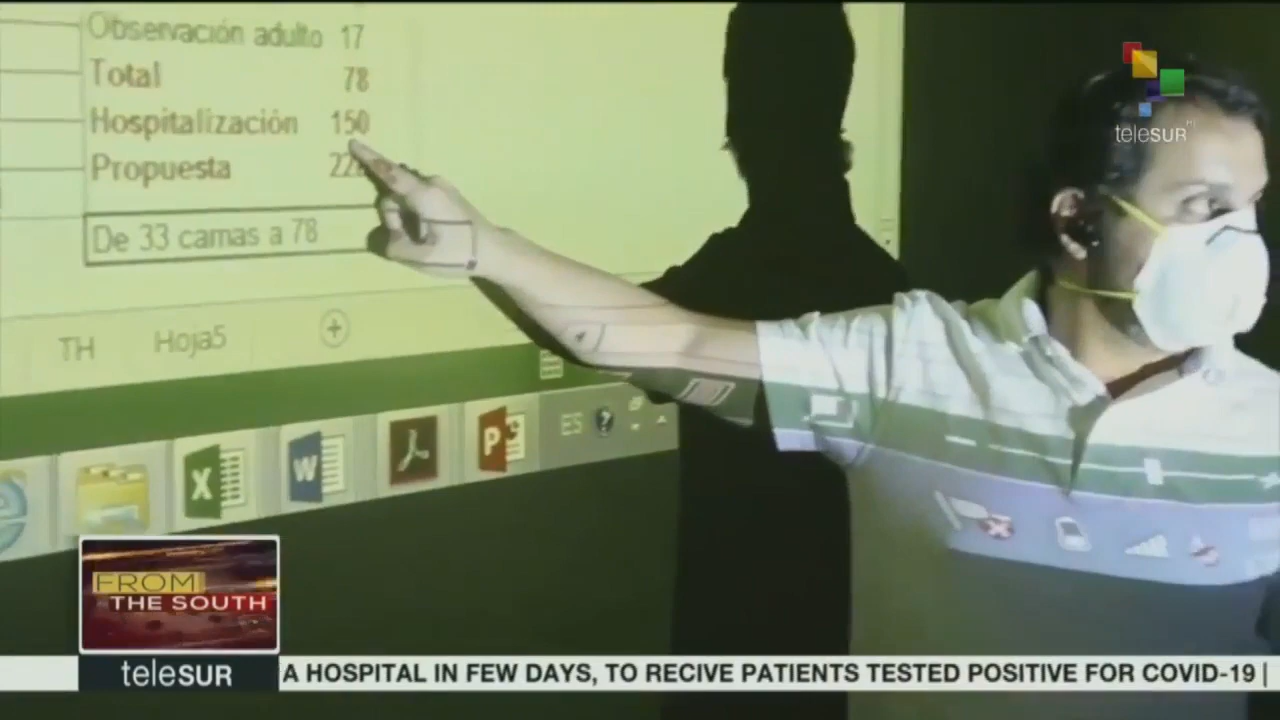 Observación adulto 17
Total 78
Hospitalización 150
Propuesta
De 33 camas a 78
TH Hoja5
ES
teleSUR
FROM
THE SOUTH
teleSUR
A HOSPITAL IN FEW DAYS, TO RECIVE PATIENTS TESTED POSITIVE FOR COVID-19 |